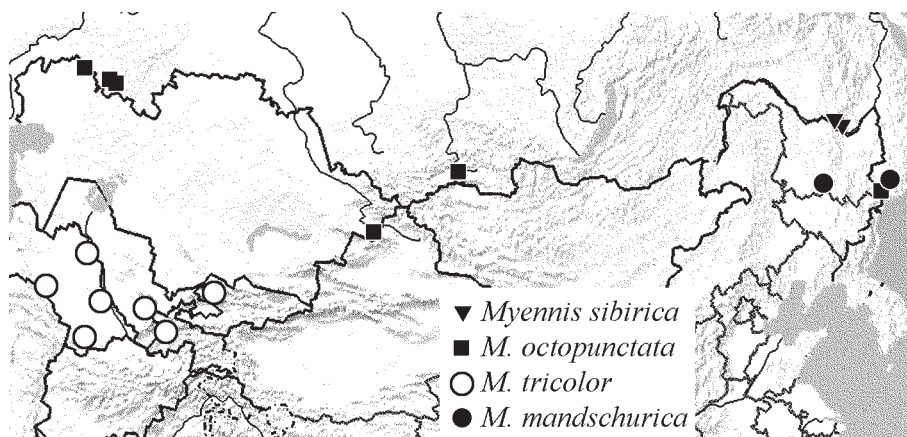 Myennis sibirica
M. octopunctata
M. tricolor
M. mandschurica